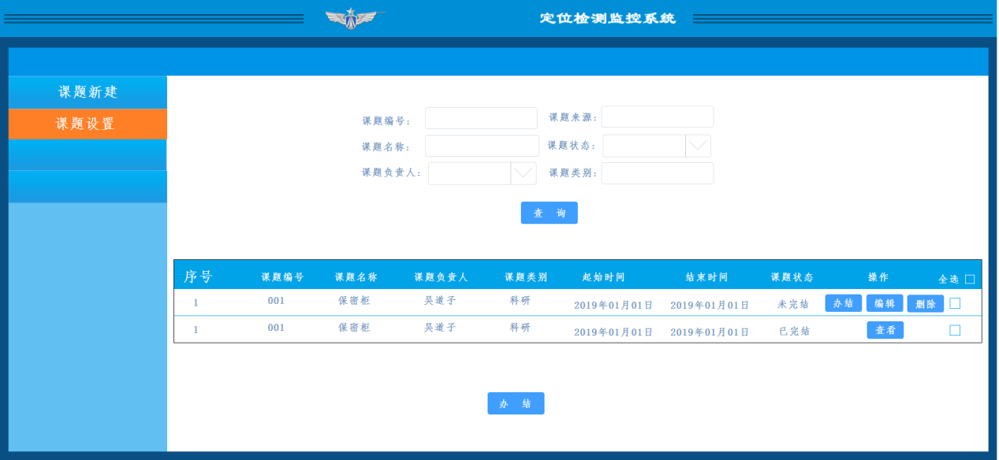 定位检测监控系统
课题新建
课题设置
课题编号： 课题来源：
课题名称： 课题状态：
课题负责人： 课题类别：
查 询
序号 课题编号 课题名称 课题负责人 课题类别 起始时间 结束时间 课题状态 操作 全选
1 001 保密柜 吴道子 科研 2019年01月01日 2019年01月01日 未完结 办结 编辑 删除
1 001 保密柜 吴道子 科研 2019年01月01日 2019年01月01日 已完结 查看
办 结